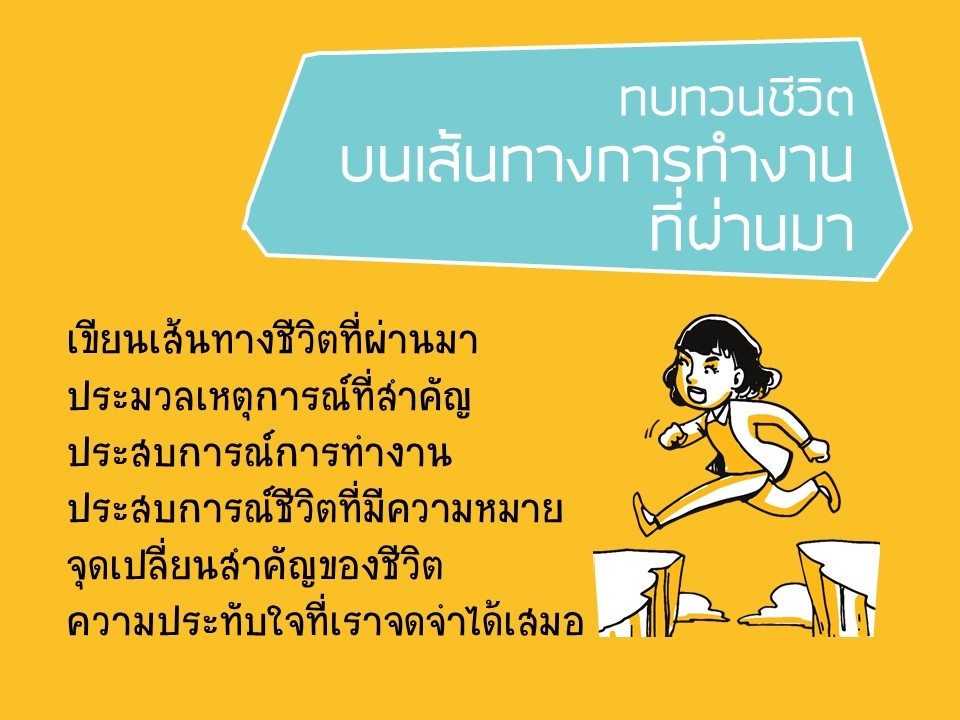 ทบทวนชีวิต
บนเส้นทางการทำงาน
ที่ผ่านมา
เขียนเส้นทางชีวิตที่ผ่านมา
ประมวลเหตุการณ์ที่สำคัญ
ประสบการณ์การทำงาน
ประสบการณ์ชีวิตที่มีความหมาย
จุดเปลี่ยนสำคัญของชีวิต
ความประทับใจที่เราจดจำได้เสมอ